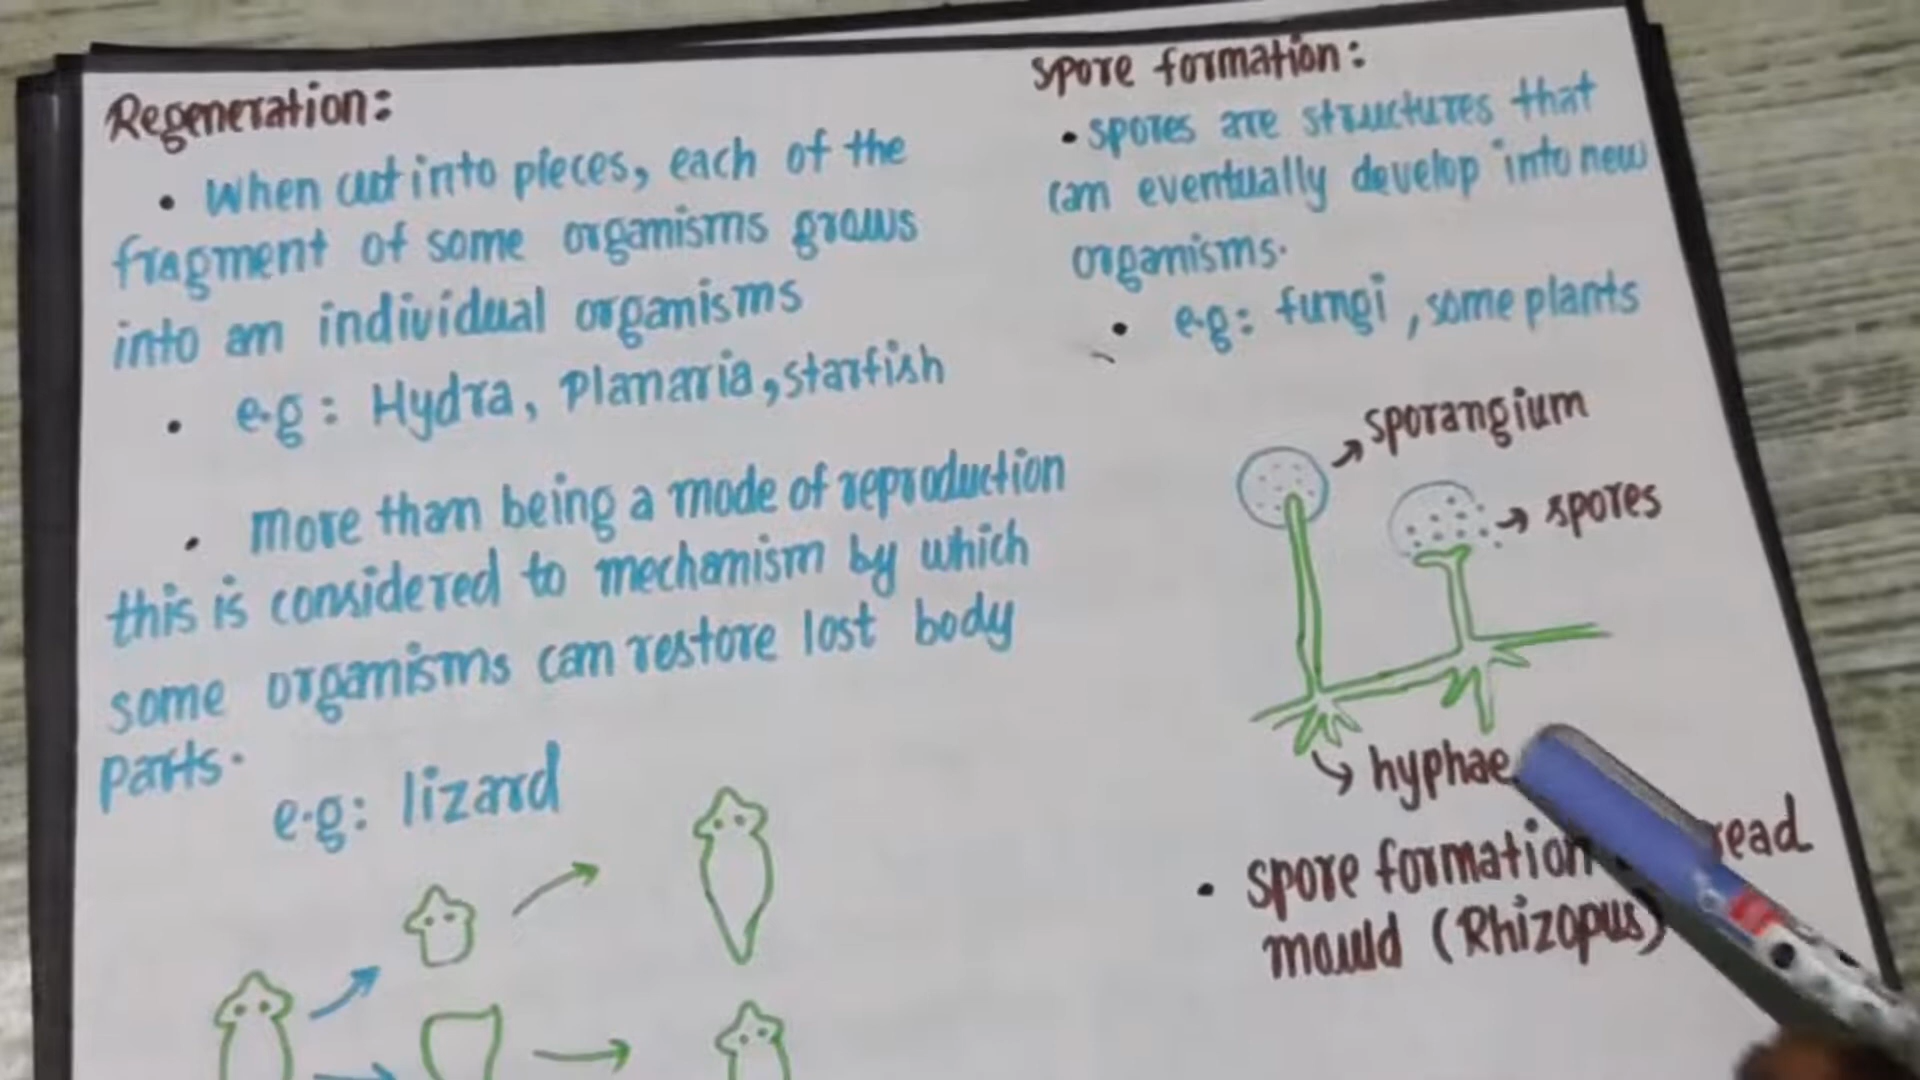 Regeneration:
• When cut into pieces, each of the
fragment of some organisms grows
into an individual organisms
• e.g: Hydra, Planaria, starfish
• More than being a mode of reproduction
this is considered to mechanism by which
some organisms can restore lost body
parts.
e.g: lizard
Spore formation:
• spores are structures that
can eventually develop into new
organisms.
• e.g: fungi, some plants
sporangium
spores
hyphae
• spore formation
mould (Rhizopus)